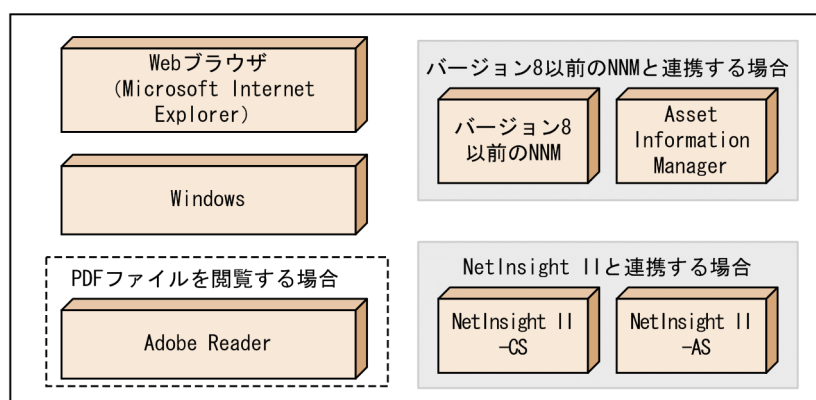 Webブラウザ
(Microsoft Internet
Explorer)
Windows
PDFファイルを閲覧する場合
Adobe Reader
バージョン8以前のNNMと連携する場合
バージョン8
以前のNNM
Asset
Information
Manager
NetInsight IIと連携する場合
NetInsight II
-CS
NetInsight II
-AS